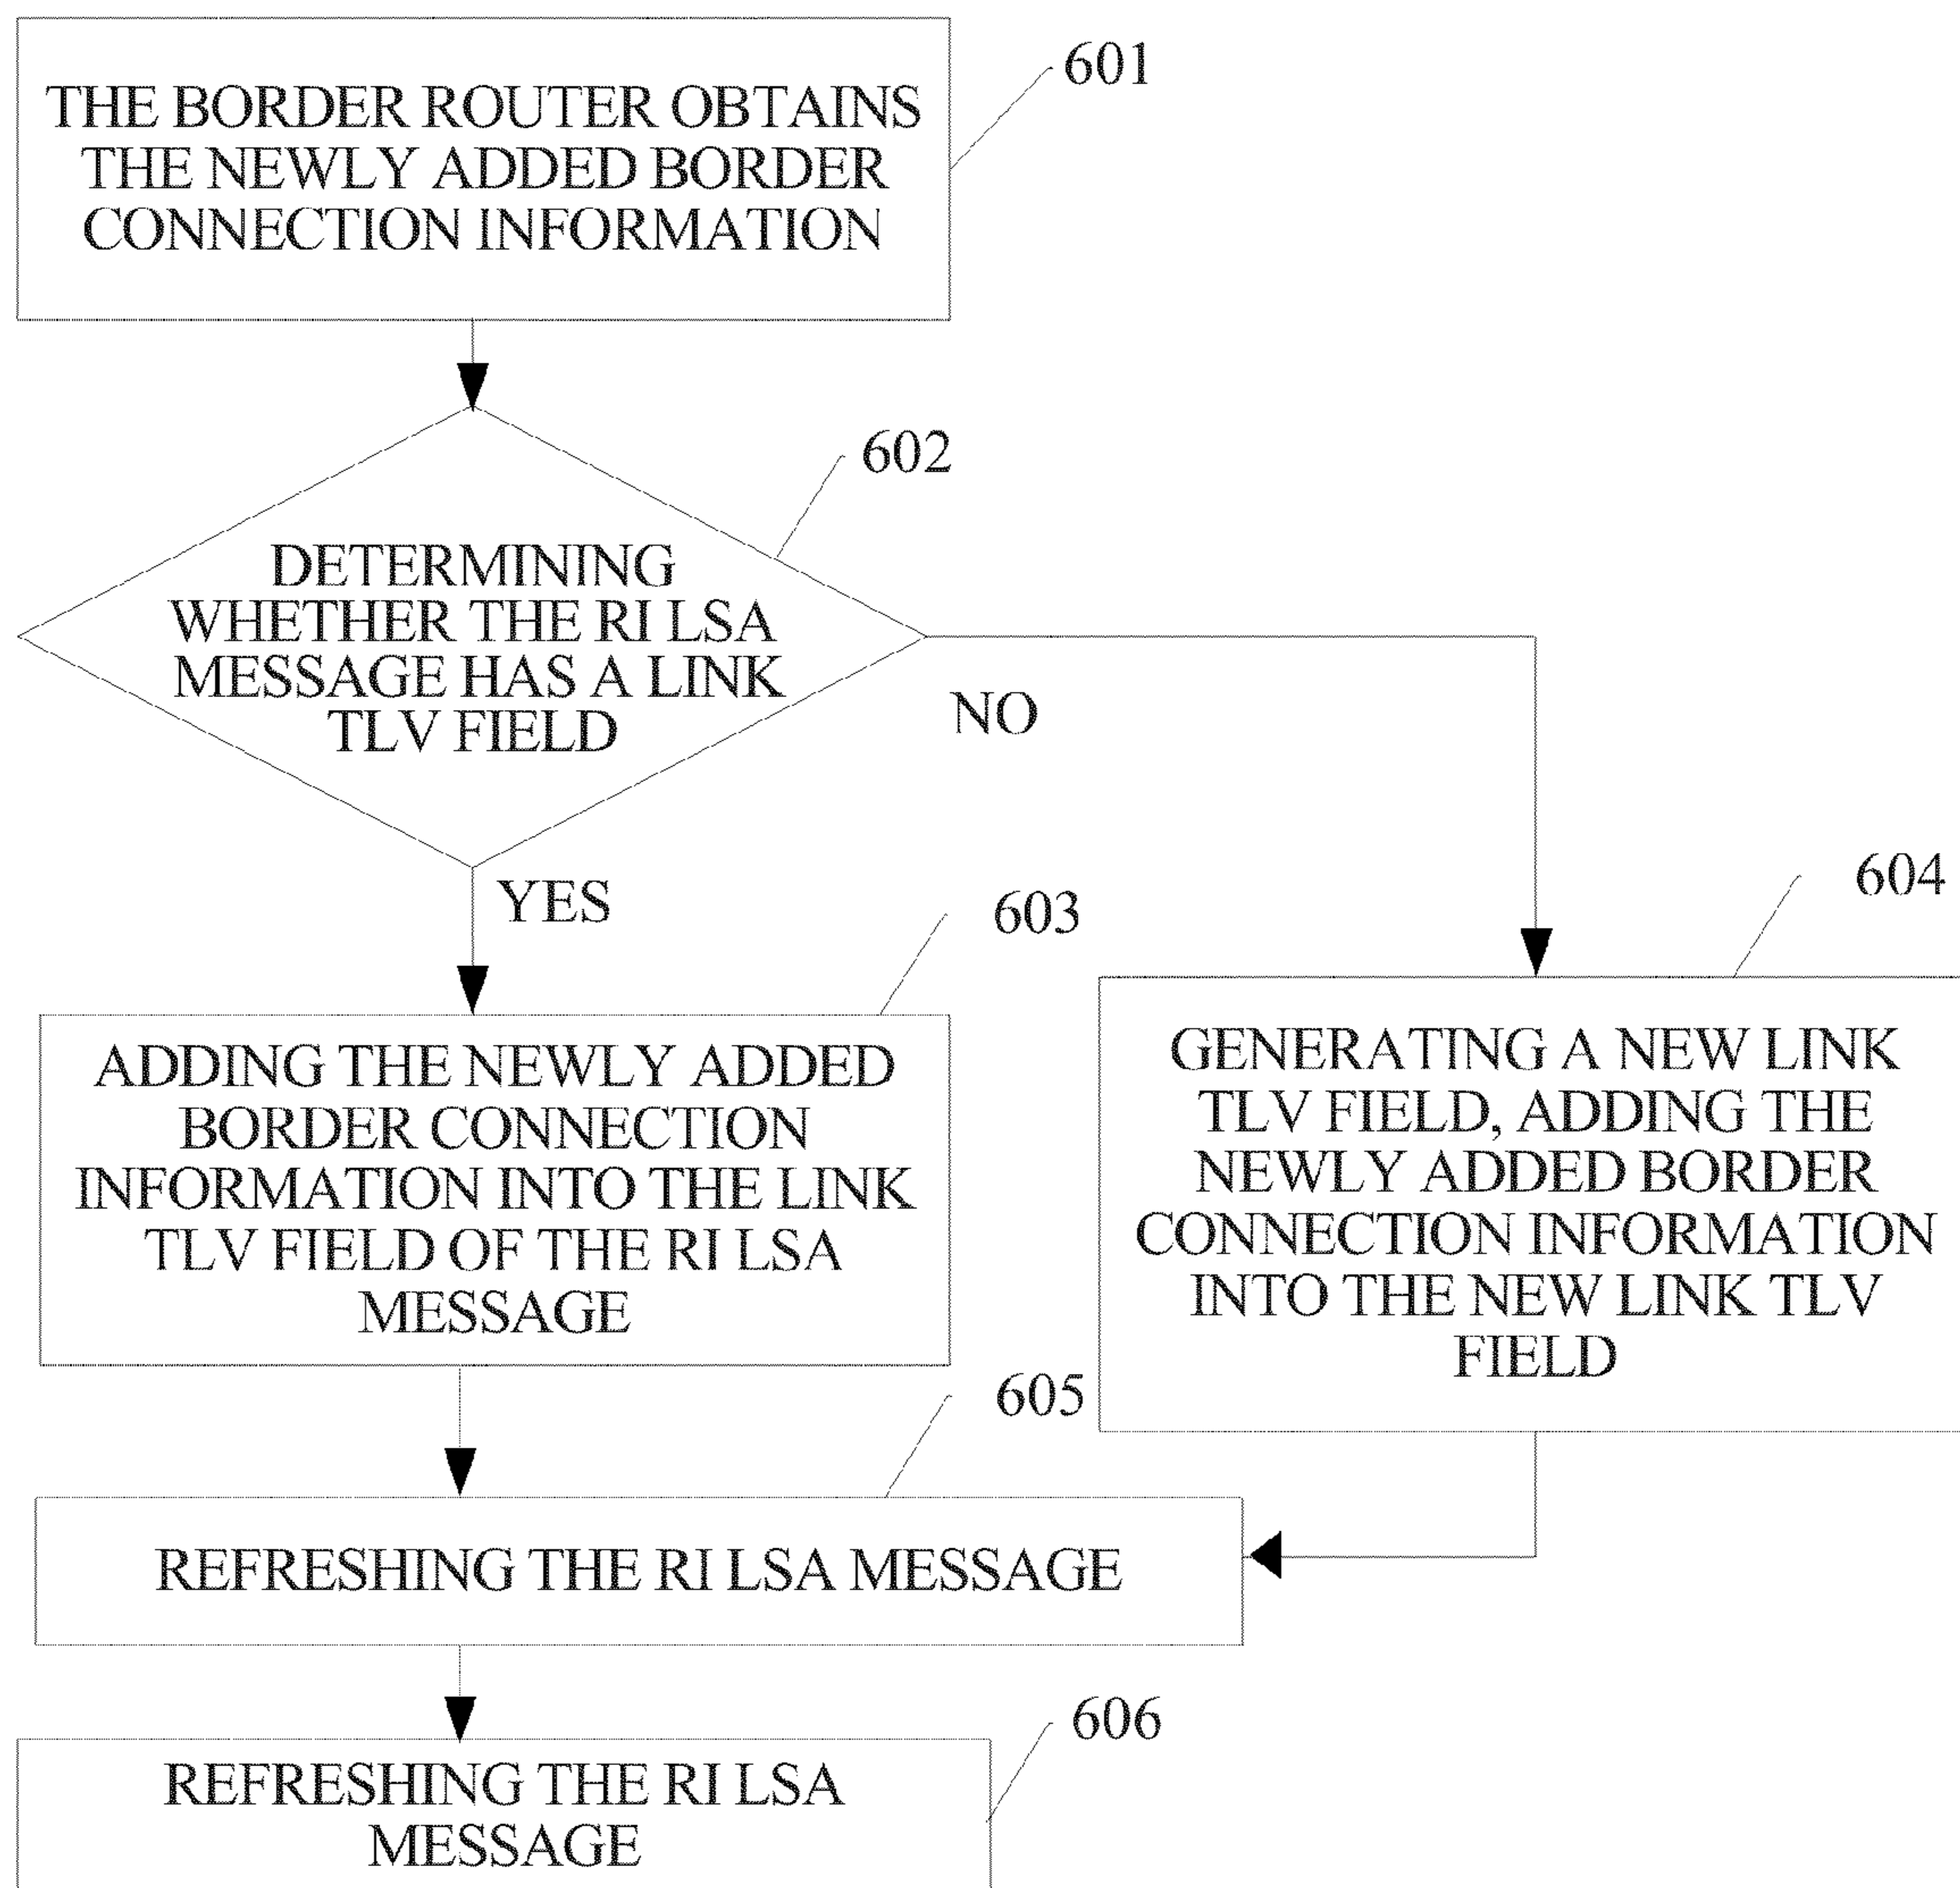 THE BORDER ROUTER OBTAINS
THE NEWLY ADDED BORDER
CONNECTION INFORMATION
601
602
DETERMINING
WHETHER THE RI LSA
MESSAGE HAS A LINK
TLV FIELD
NO
YES
603
604
ADDING THE NEWLY ADDED
BORDER CONNECTION
INFORMATION INTO THE LINK
TLV FIELD OF THE RI LSA
MESSAGE
GENERATING A NEW LINK
TLV FIELD, ADDING THE
NEWLY ADDED BORDER
CONNECTION INFORMATION
INTO THE NEW LINK TLV
FIELD
605
REFRESHING THE RI LSA MESSAGE
606
REFRESHING THE RI LSA
MESSAGE